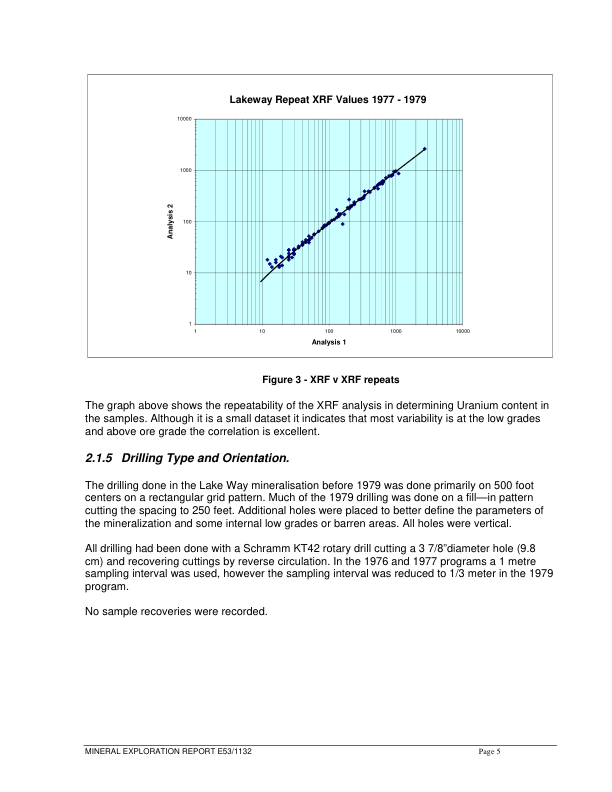 Lakeway Repeat XRF Values 1977 - 1979
10000
1000
100
10
1
Analysis 2
1
10
100
1000
10000
Analysis 1
Figure 3 - XRF v XRF repeats
The graph above shows the repeatability of the XRF analysis in determining Uranium content in
the samples. Although it is a small dataset it indicates that most variability is at the low grades
and above ore grade the correlation is excellent.
2.1.5 Drilling Type and Orientation.
The drilling done in the Lake Way mineralisation before 1979 was done primarily on 500 foot
centers on a rectangular grid pattern. Much of the 1979 drilling was done on a fill—in pattern
cutting the spacing to 250 feet. Additional holes were placed to better define the parameters of
the mineralization and some internal low grades or barren areas. All holes were vertical.
All drilling had been done with a Schramm KT42 rotary drill cutting a 3 7/8”diameter hole (9.8
cm) and recovering cuttings by reverse circulation. In the 1976 and 1977 programs a 1 metre
sampling interval was used, however the sampling interval was reduced to 1/3 meter in the 1979
program.
No sample recoveries were recorded.
MINERAL EXPLORATION REPORT E53/1132 Page 5